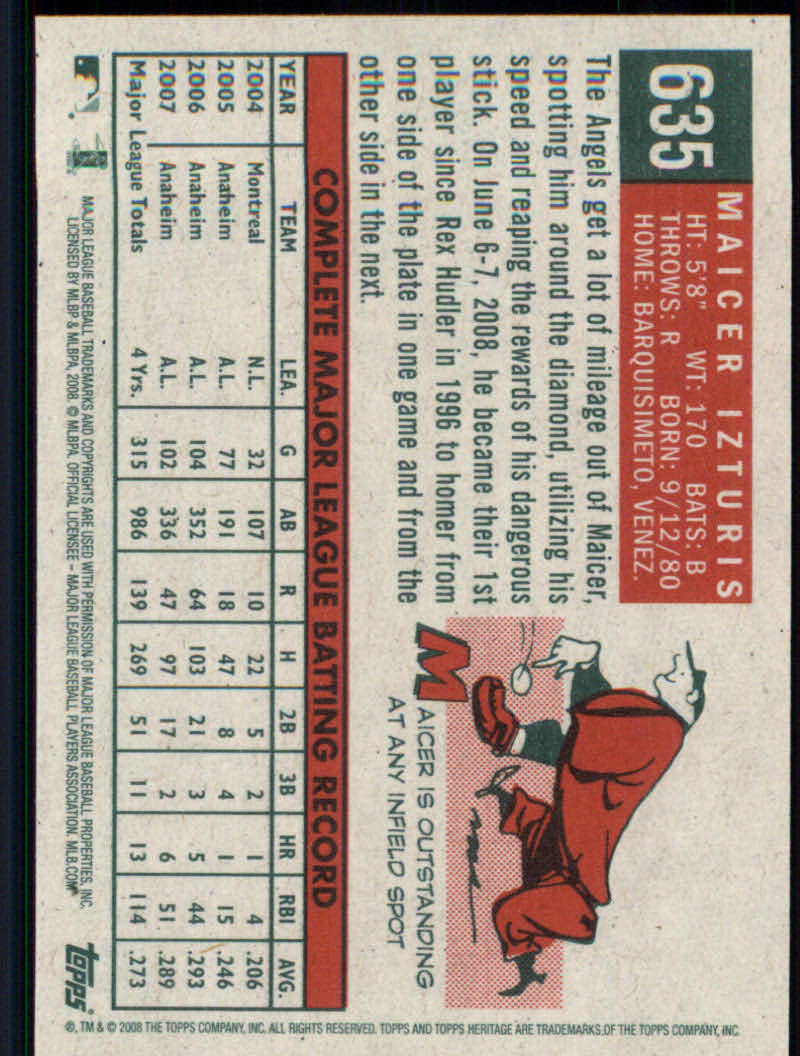 635
MAICER IZTURIS
HT: 5'8" WT: 170 BATS: B
THROWS: R BORN: 9/12/80
HOME: BARQUISIMETO, VENEZ.
The Angels get a lot of mileage out of Maicer,
spotting him around the diamond, utilizing his
speed and reaping the rewards of his dangerous
stick. On June 6-7, 2008, he became their 1st
player since Rex Hudler in 1996 to homer from
one side of the plate in one game and from the
other side in the next.
MAICER IS OUTSTANDING
AT ANY INFIELD SPOT
COMPLETE MAJOR LEAGUE BATTING RECORD
YEAR TEAM LEA. G AB R H 2B 3B HR RBI AVG.
2004 Montreal N.L. 32 107 10 22 5 2 1 4 .206
2005 Anaheim A.L. 77 191 18 47 8 4 1 15 .246
2006 Anaheim A.L. 104 352 64 103 21 3 5 44 .293
2007 Anaheim A.L. 102 336 47 97 17 2 6 51 .289
Major League Totals 4 Yrs. 315 986 139 269 51 11 13 114 .273
MAJOR LEAGUE BASEBALL TRADEMARKS AND COPYRIGHTS ARE USED WITH PERMISSION OF MAJOR LEAGUE BASEBALL PROPERTIES, INC.
LICENSED BY MLBP & MLBPA, 2008. © MLBPA. OFFICIAL LICENSEE – MAJOR LEAGUE BASEBALL PLAYERS ASSOCIATION. MLB.COM
topps
®, TM & © 2008 THE TOPPS COMPANY, INC. ALL RIGHTS RESERVED. TOPPS AND TOPPS HERITAGE ARE TRADEMARKS OF THE TOPPS COMPANY, INC.